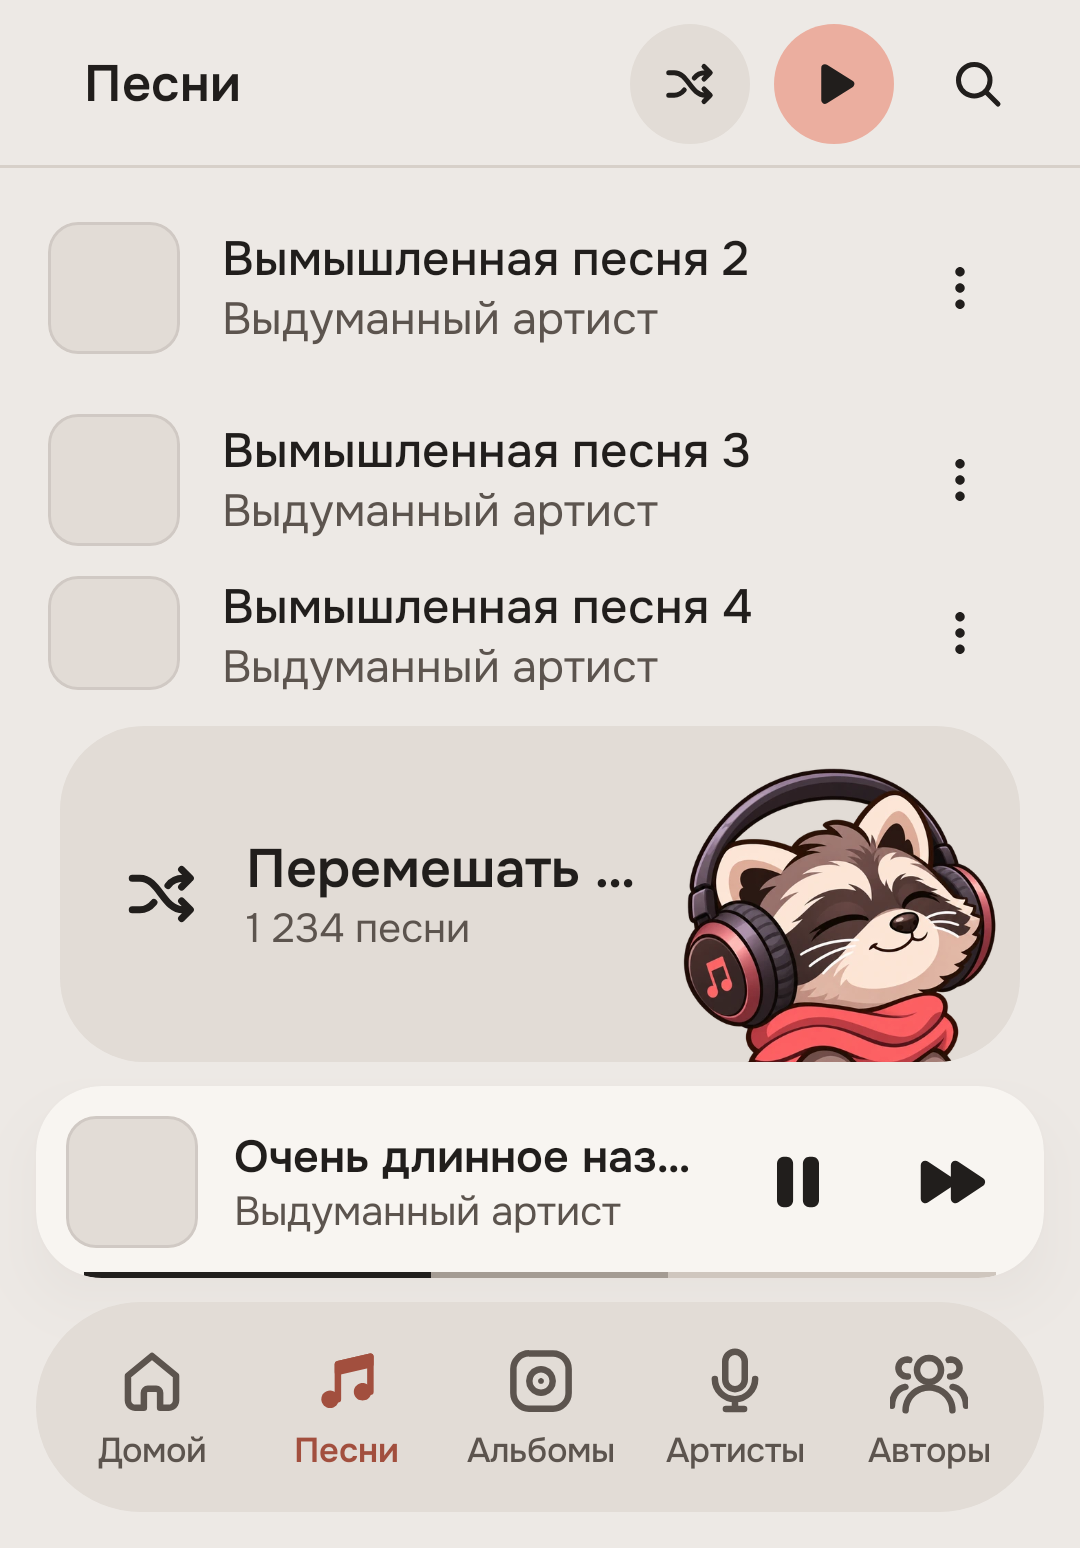 Песни
Вымышленная песня 2
Выдуманный артист
Вымышленная песня 3
Выдуманный артист
Вымышленная песня 4
Выдуманный артист
Перемешать ...
1 234 песни
Очень длинное наз...
Выдуманный артист
Домой
Песни
Альбомы
Артисты
Авторы